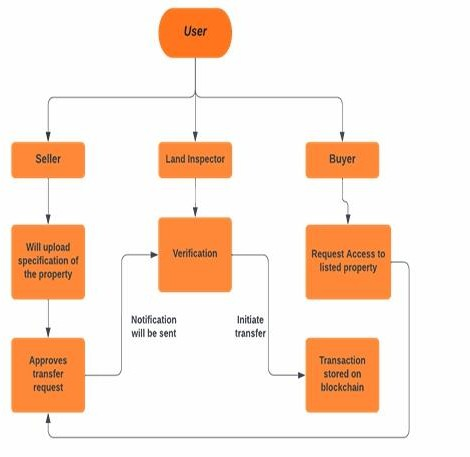 User
Seller
Land Inspector
Buyer
Will upload
specification of
the property
Verification
Request Access to
listed property
Notification
will be sent
Initiate
transfer
Approves
transfer
request
Transaction
stored on
blockchain